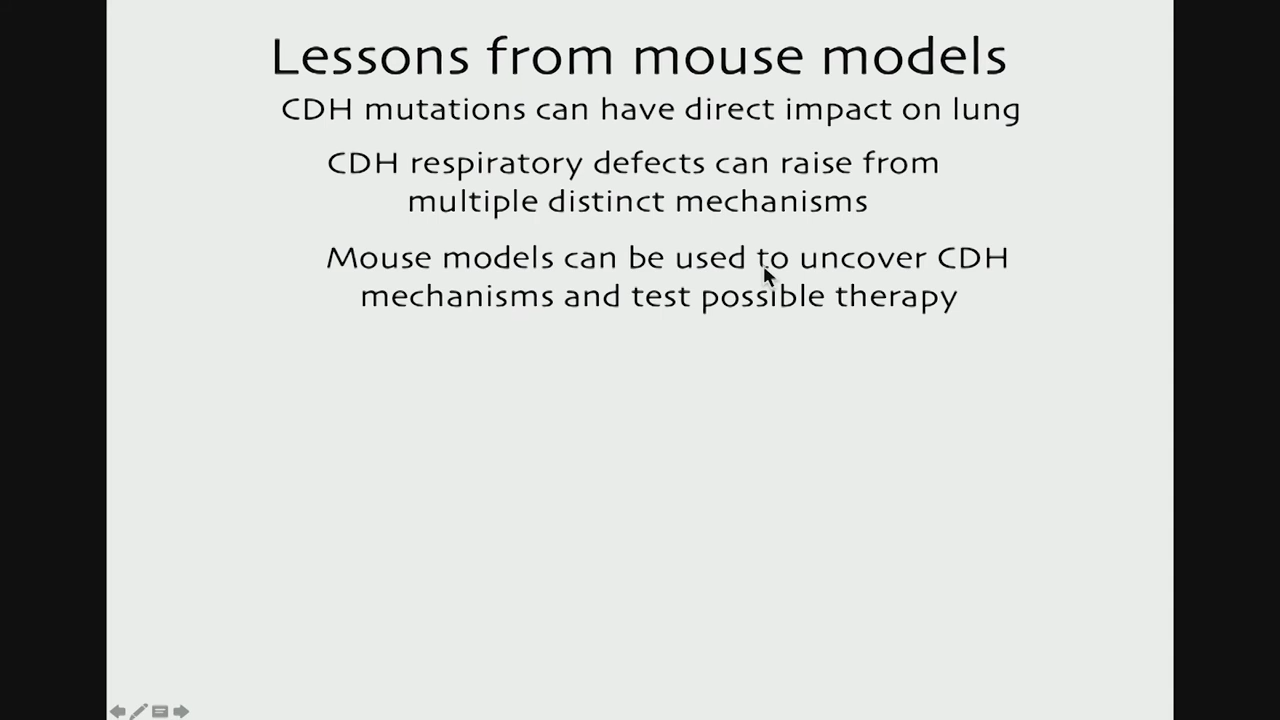 Lessons from mouse models
CDH mutations can have direct impact on lung
CDH respiratory defects can raise from
multiple distinct mechanisms
Mouse models can be used to uncover CDH
mechanisms and test possible therapy